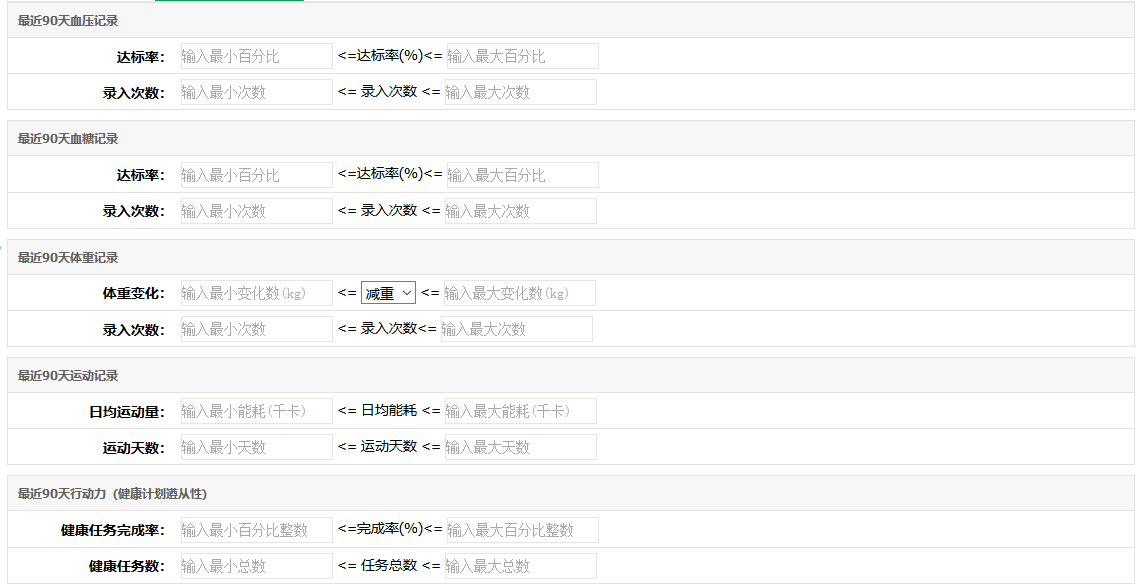 最近90天血压记录
达标率： 输入最小百分比 <=达标率(%)<= 输入最大百分比
录入次数： 输入最小次数 <= 录入次数 <= 输入最大次数
最近90天血糖记录
达标率： 输入最小百分比 <=达标率(%)<= 输入最大百分比
录入次数： 输入最小次数 <= 录入次数 <= 输入最大次数
最近90天体重记录
体重变化： 输入最小变化数(kg) <= 减重 <= 输入最大变化数(kg)
录入次数： 输入最小次数 <= 录入次数<= 输入最大次数
最近90天运动记录
日均运动量： 输入最小能耗(千卡) <= 日均能耗 <= 输入最大能耗(千卡)
运动天数： 输入最小天数 <= 运动天数 <= 输入最大天数
最近90天行动力（健康计划遵从性)
健康任务完成率： 输入最小百分比整数 <=完成率(%)<= 输入最大百分比整数
健康任务数： 输入最小总数 <= 任务总数 <= 输入最大总数